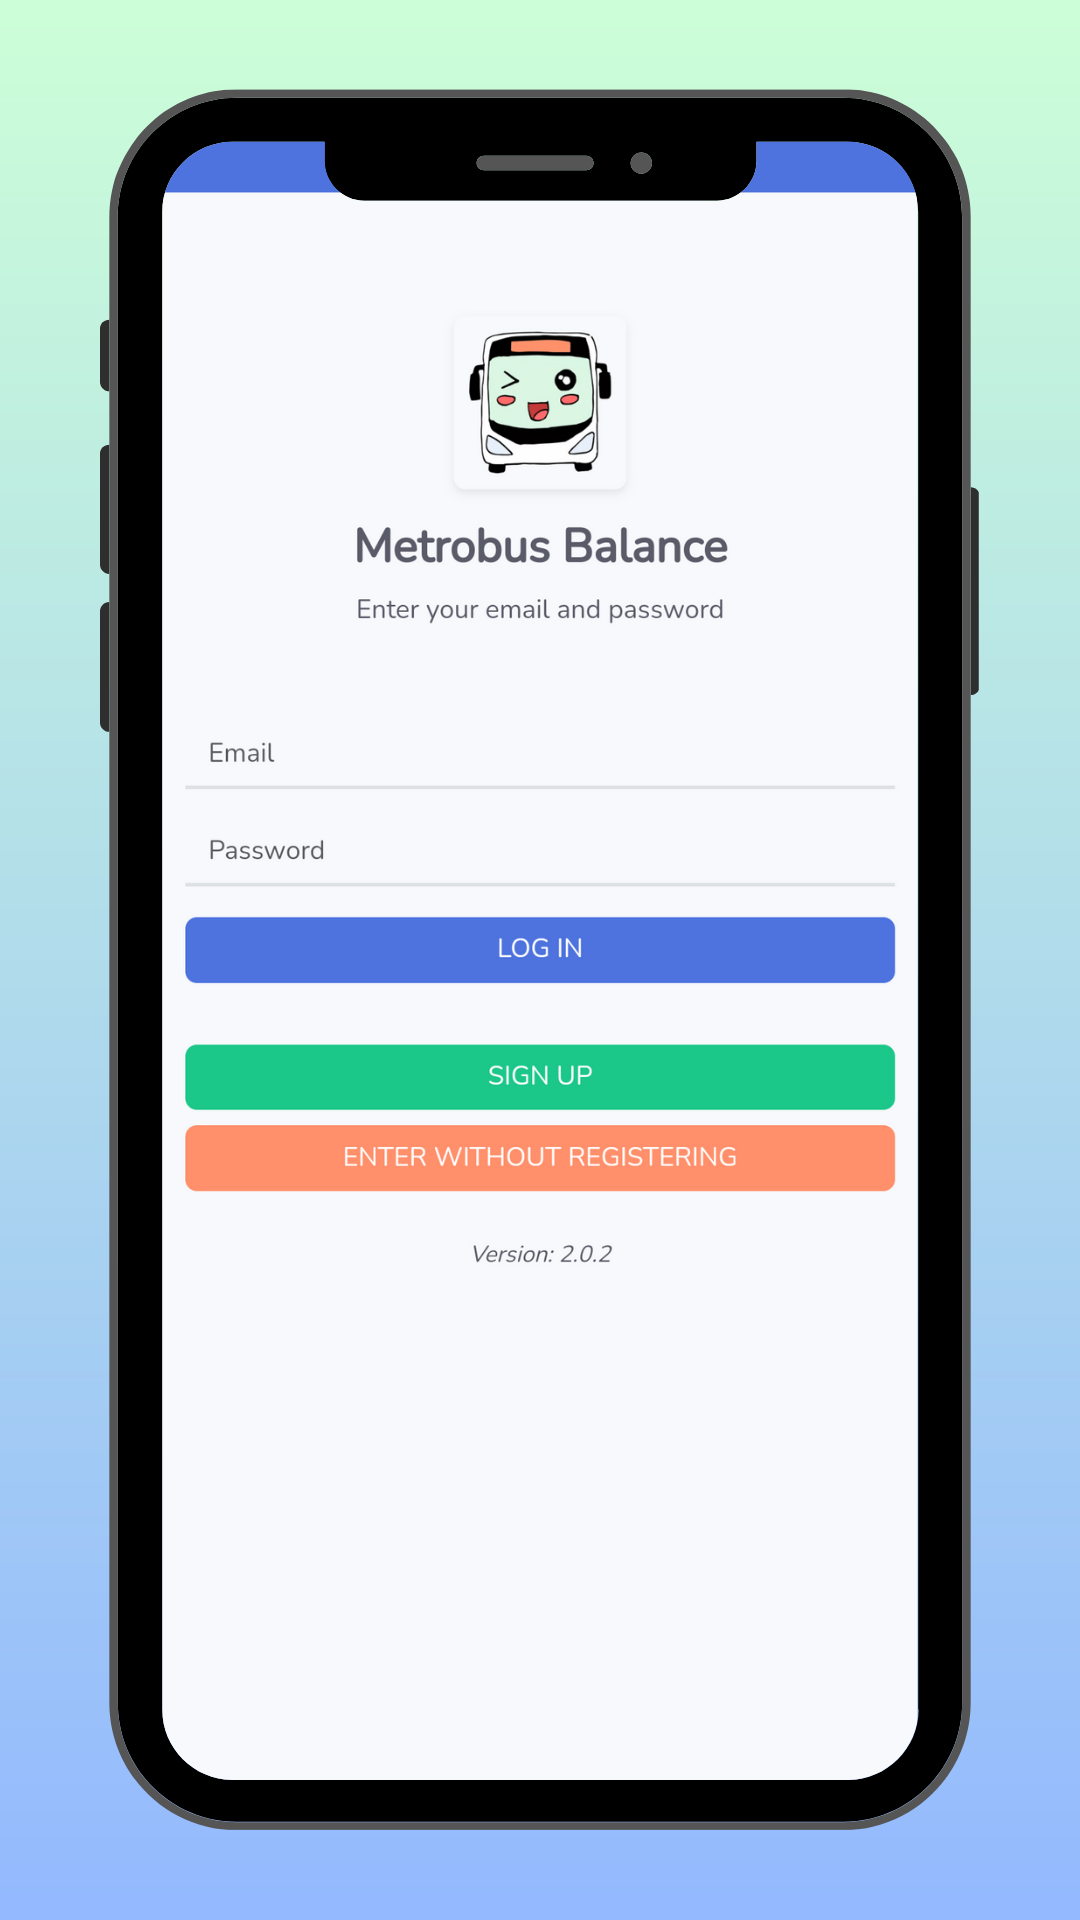 Metrobus Balance
Enter your email and password
Email
Password
LOG IN
SIGN UP
ENTER WITHOUT REGISTERING
Version: 2.0.2